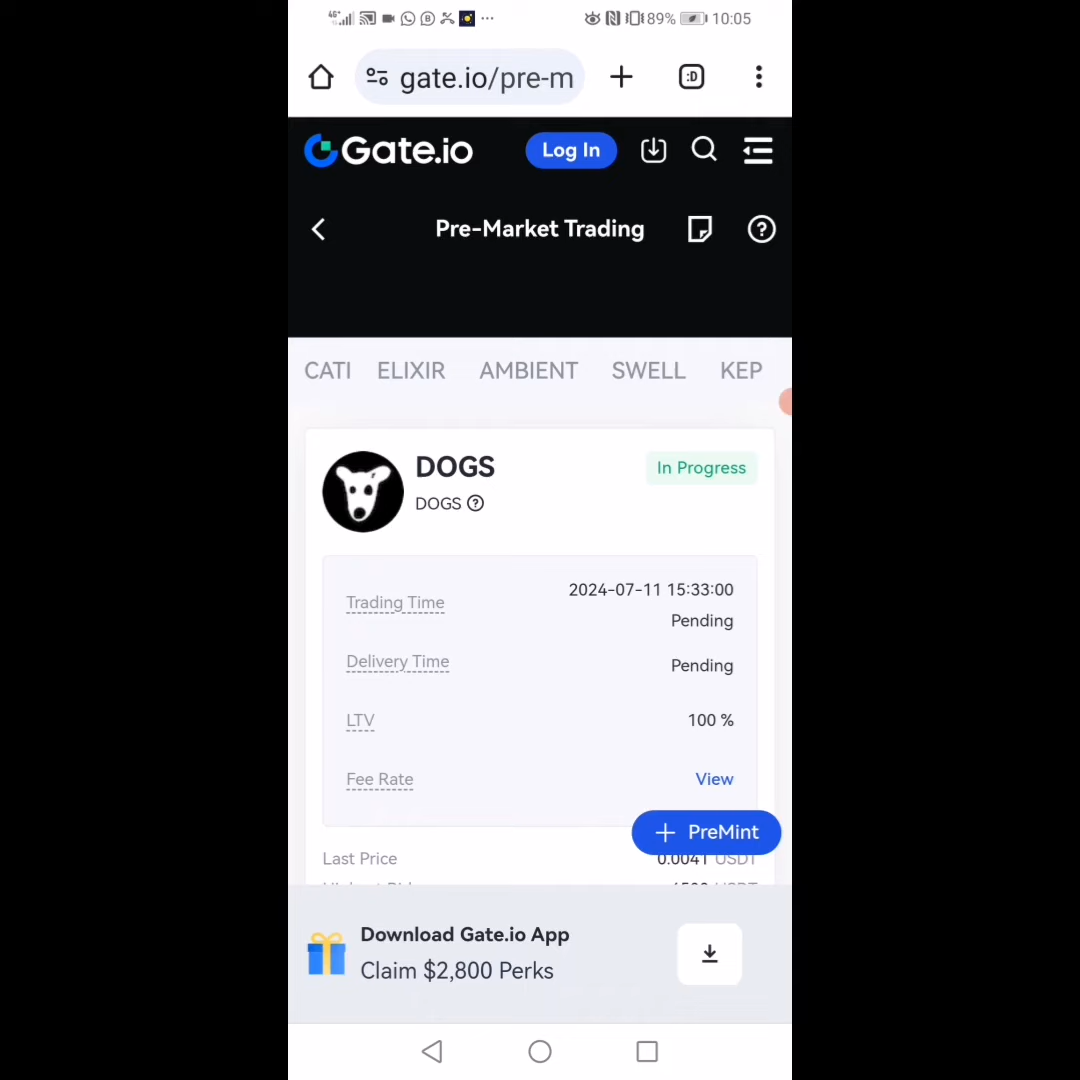 4G 89% 10:05
gate.io/pre-m
:D
Gate.io
Log In
Pre-Market Trading
CATI ELIXIR AMBIENT SWELL KEP
DOGS
In Progress
DOGS
Trading Time
2024-07-11 15:33:00
Pending
Delivery Time
Pending
LTV
100 %
Fee Rate
View
+ PreMint
Last Price
0.0041 USDT
Download Gate.io App
Claim $2,800 Perks